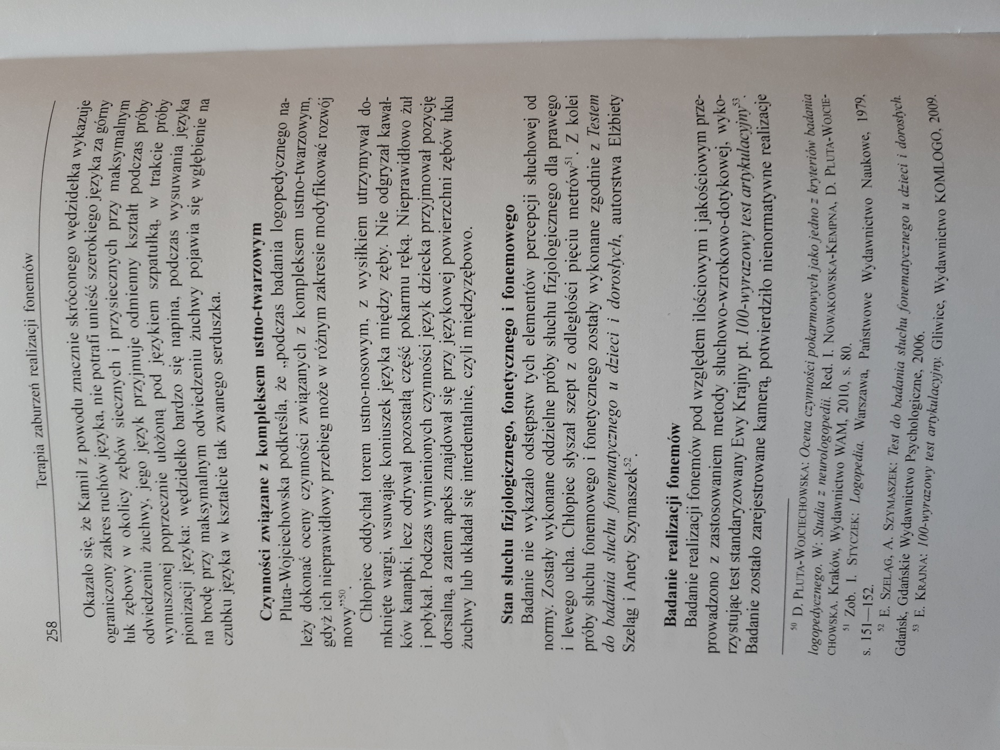 258
Terapia zaburzeń realizacji fonemów
Okazało się, że Kamil z powodu znacznie skróconego wędzidełka wykazuje
ograniczony zakres ruchów języka, nie potrafi unieść szerokiego języka za górny
łuk zębowy w okolicy zębów siecznych i przysiecznych przy maksymalnym
odwiedzeniu żuchwy, jego język przyjmuje odmienny kształt podczas próby
wymuszonej poprzecznie ułożoną pod językiem szpatułką, w trakcie próby
pionizacji języka: wędzidełko bardzo się napina, podczas wysuwania języka
na brodę przy maksymalnym odwiedzeniu żuchwy pojawia się wgłębienie na
czubku języka w kształcie tak zwanego serduszka.
Czynności związane z kompleksem ustno-twarzowym
Pluta-Wojciechowska podkreśla, że „podczas badania logopedycznego na-
leży dokonać oceny czynności związanych z kompleksem ustno-twarzowym,
gdyż ich nieprawidłowy przebieg może w różnym zakresie modyfikować rozwój
mowy”⁵⁰.
Chłopiec oddychał torem ustno-nosowym, z wysiłkiem utrzymywał do-
mknięte wargi, wsuwając koniuszek języka między zęby. Nie odgryzał kawał-
ków kanapki, lecz odrywał pozostałą część pokarmu ręką. Nieprawidłowo żuł
i połykał. Podczas wymienionych czynności język dziecka przyjmował pozycję
dorsalną, a zatem apeks znajdował się przy językowej powierzchni zębów łuku
żuchwy lub układał się interdentalnie, czyli międzyzębowo.
Stan słuchu fizjologicznego, fonetycznego i fonemowego
Badanie nie wykazało odstępstw tych elementów percepcji słuchowej od
normy. Zostały wykonane oddzielne próby słuchu fizjologicznego dla prawego
i lewego ucha. Chłopiec słyszał szept z odległości pięciu metrów⁵¹. Z kolei
próby słuchu fonemowego i fonetycznego zostały wykonane zgodnie z Testem
do badania słuchu fonematycznego u dzieci i dorosłych, autorstwa Elżbiety
Szeląg i Anety Szymaszek⁵².
Badanie realizacji fonemów
Badanie realizacji fonemów pod względem ilościowym i jakościowym prze-
prowadzono z zastosowaniem metody słuchowo-wzrokowo-dotykowej, wyko-
rzystując test standaryzowany Ewy Krajny pt. 100-wyrazowy test artykulacyjny⁵³.
Badanie zostało zarejestrowane kamerą, potwierdziło nienormatywne realizacje
⁵⁰ D. PLUTA-WOJCIECHOWSKA: Ocena czynności pokarmowych jako jedno z kryteriów badania
logopedycznego. W: Studia z neurologopedii. Red. I. NOWAKOWSKA-KEMPNA, D. PLUTA-WOJCIE-
CHOWSKA. Kraków, Wydawnictwo WAM, 2010, s. 80.
⁵¹ Zob. I. STYCZEK: Logopedia. Warszawa, Państwowe Wydawnictwo Naukowe, 1979,
s. 151—152.
⁵² E. SZELĄG, A. SZYMASZEK: Test do badania słuchu fonematycznego u dzieci i dorosłych.
Gdańsk, Gdańskie Wydawnictwo Psychologiczne, 2006.
⁵³ E. KRAJNA: 100-wyrazowy test artykulacyjny. Gliwice, Wydawnictwo KOMLOGO, 2009.